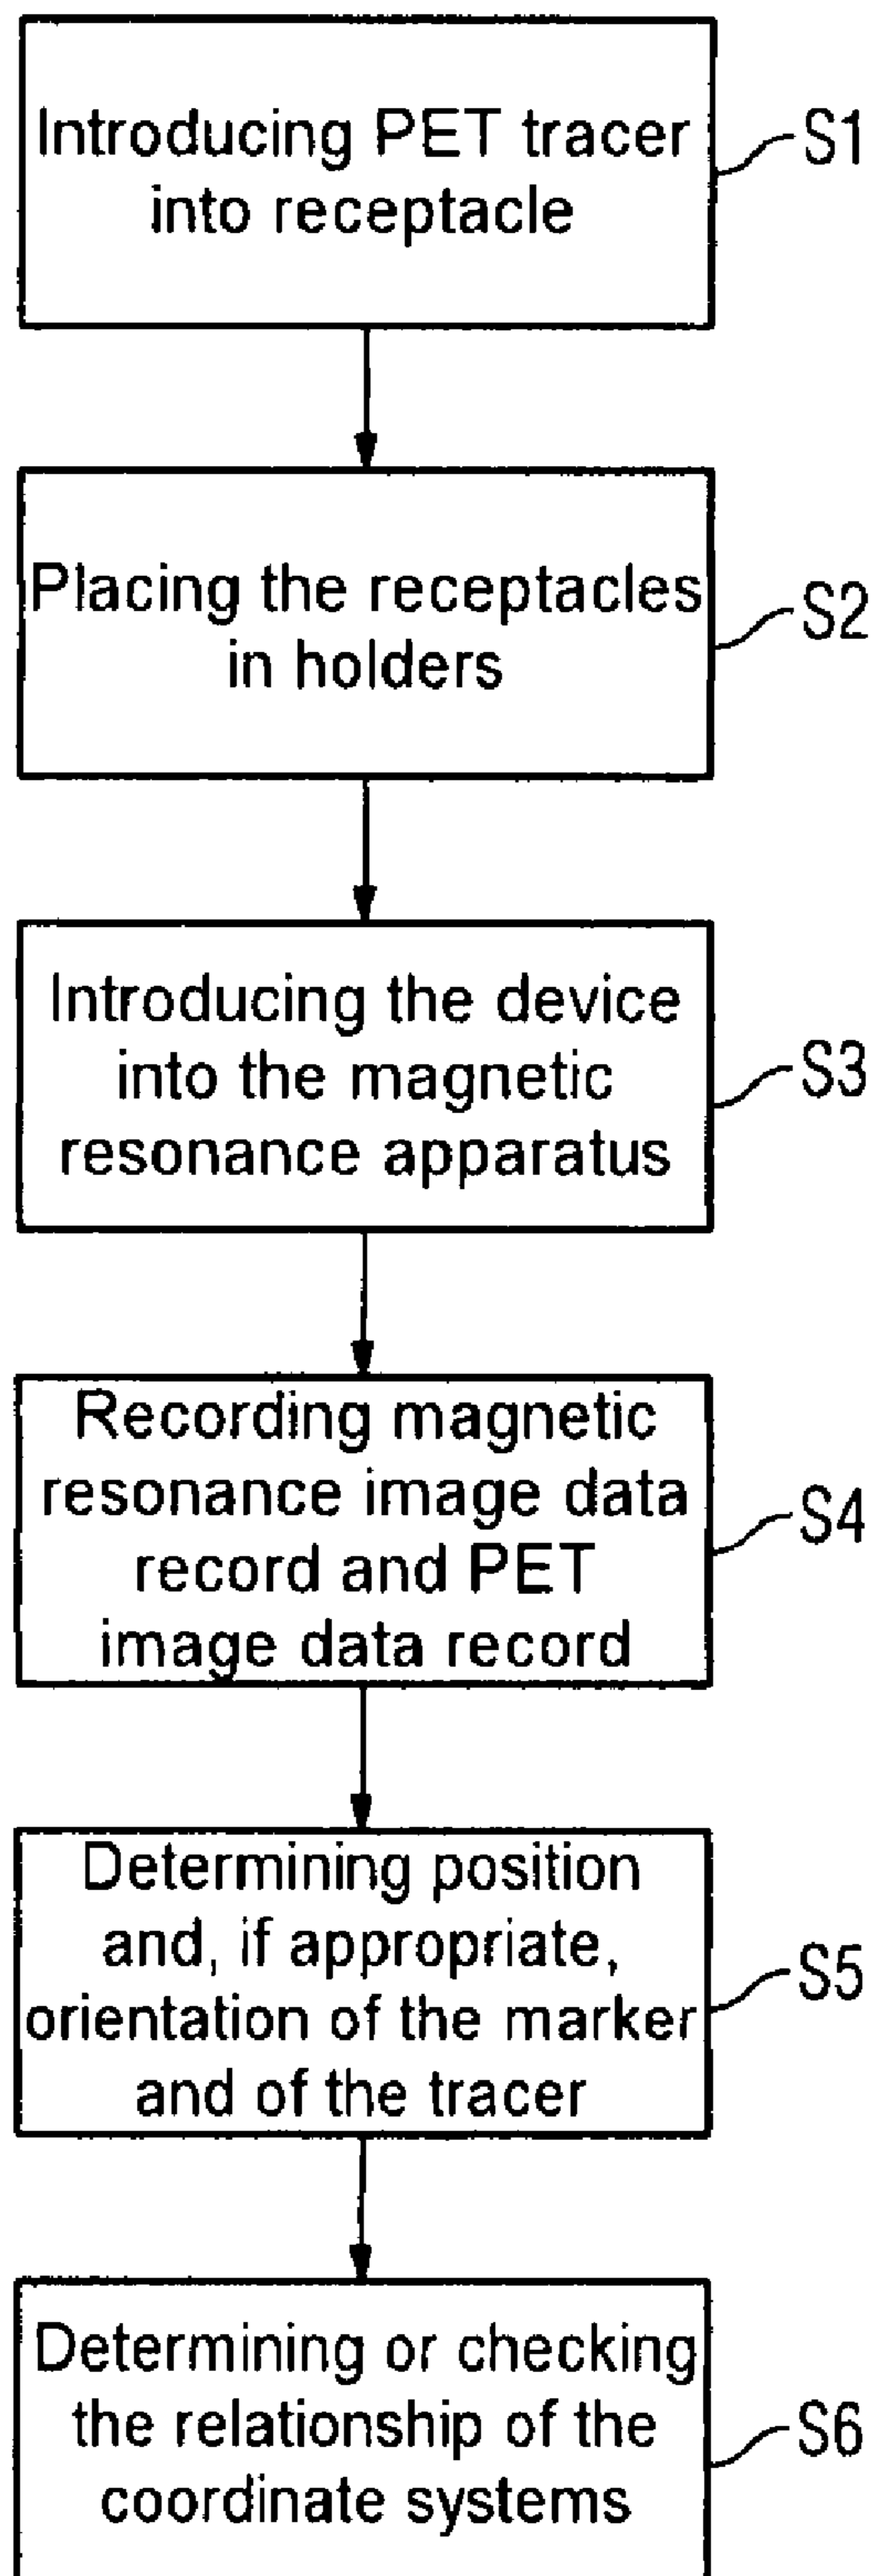 Introducing PET tracer
into receptacle
S1
Placing the receptacles
in holders
S2
Introducing the device
into the magnetic
resonance apparatus
S3
Recording magnetic
resonance image data
record and PET
image data record
S4
Determining position
and, if appropriate,
orientation of the marker
and of the tracer
S5
Determining or checking
the relationship of the
coordinate systems
S6